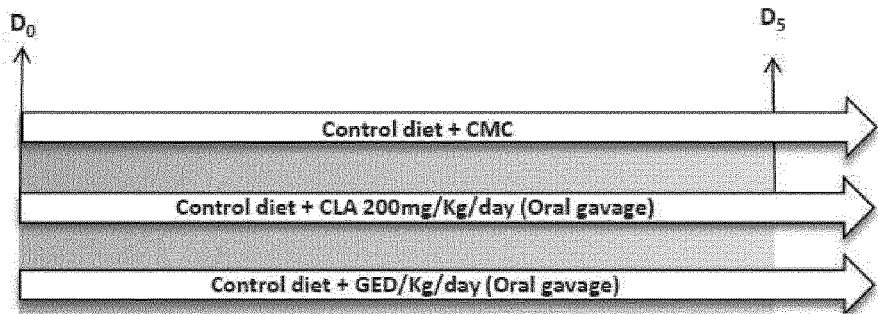 D₀ D₅
Control diet + CMC
Control diet + CLA 200mg/Kg/day (Oral gavage)
Control diet + GED/Kg/day (Oral gavage)